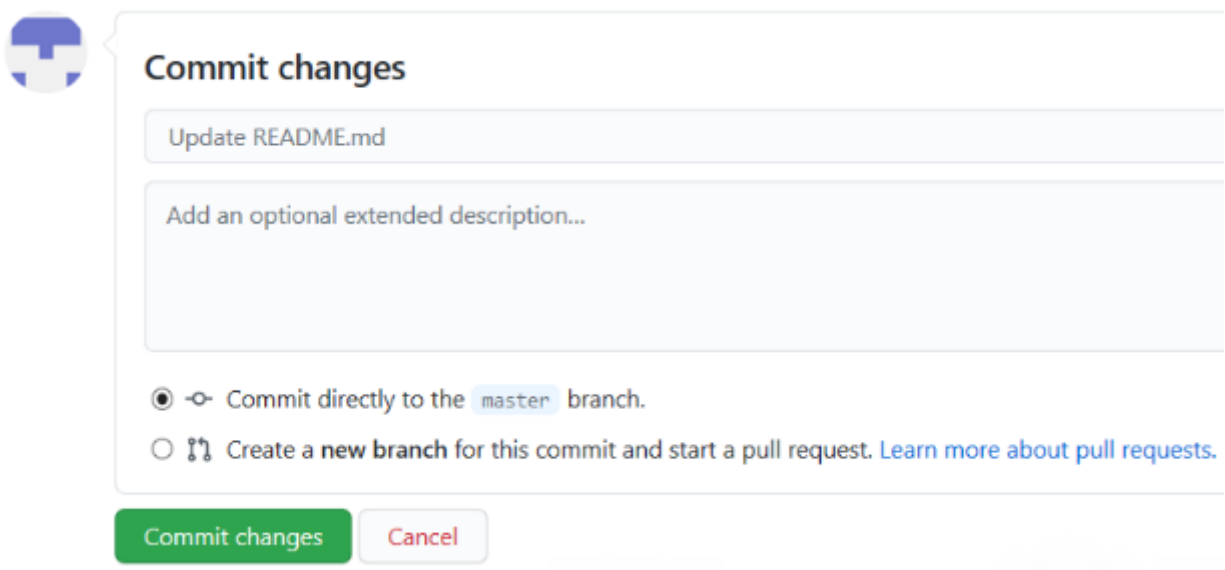 Commit changes
Update README.md
Add an optional extended description...
Commit directly to the master branch.
Create a new branch for this commit and start a pull request. Learn more about pull requests.
Commit changes Cancel